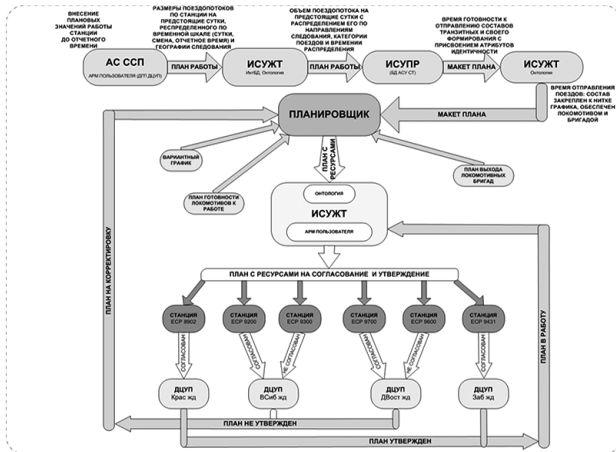 ВНЕСЕНИЕ
ПЛАНОВЫХ
ЗНАЧЕНИЙ РАБОТЫ
СТАНЦИИ
ДО ОТЧЕТНОГО
ВРЕМЕНИ
РАЗМЕРЫ ПОЕЗДОПОТОКОВ
ПО СТАНЦИИ НА
ПРЕДСТОЯЩИЕ СУТКИ,
РЕСПРЕДЕЛЕННОГО ПО
ВРЕМЕННОЙ ШКАЛЕ (СУТКИ,
СМЕНА, ОТЧЕТНОЕ ВРЕМЯ) И
ГЕОГРАФИИ СЛЕДОВАНИЯ
ОБЪЕМ ПОЕЗДОПОТОКА НА
ПРЕДСТОЯЩИЕ СУТКИ С
РАСПРЕДЕЛЕНИЕМ ЕГО ПО
НАПРАВЛЕНИЯМ
СЛЕДОВАНИЯ, КАТЕГОРИИ
ПОЕЗДОВ И ВРЕМЕНИИ
РАСПРЕДЕЛЕНИЯ
ВРЕМЯ ГОТОВНОСТИ К
ОТПРАВЛЕНИЮ СОСТАВОВ
ТРАНЗИТНЫХ И СВОЕГО
ФОРМИРОВАНИЯ С
ПРИСВОЕНИЕМ АТРИБУТОВ
ИДЕНТИЧНОСТИ
АС ССП
АРМ ПОЛЬЗОВАТЕЛЯ (ДГП ДЦУП)
ПЛАН РАБОТЫ
ИСУЖТ
ИнтБД, Онтология
ПЛАН РАБОТЫ
ИСУПР
(БД АСУ СТ)
МАКЕТ ПЛАНА
ИСУЖТ
Онтология
ВРЕМЯ ОТПРАВЛЕНИЯ
ПОЕЗДОВ: СОСТАВ
ЗАКРЕПЛЕН К НИТКЕ
ГРАФИКА, ОБЕСПЕЧЕН
ЛОКОМОТИВОМ И
БРИГАДОЙ
ПЛАНИРОВЩИК
МАКЕТ ПЛАНА
ВАРИАНТНЫЙ
ГРАФИК
ПЛАН ГОТОВНОСТИ
ЛОКОМОТИВОВ К
РАБОТЕ
ПЛАН С
РЕСУРСАМИ
ПЛАН ВЫХОДА
ЛОКОМОТИВНЫХ
БРИГАД
ОНТОЛОГИЯ
ИСУЖТ
АРМ ПОЛЬЗОВАТЕЛЯ
ПЛАН НА КОРРЕКТИРОВКУ
ПЛАН В РАБОТУ
ПЛАН С РЕСУРСАМИ НА СОГЛАСОВАНИЕ И УТВЕРЖДЕНИЕ
СТАНЦИЯ
ЕСР 8902
СТАНЦИЯ
ЕСР 9200
СТАНЦИЯ
ЕСР 9300
СТАНЦИЯ
ЕСР 9700
СТАНЦИЯ
ЕСР 9600
СТАНЦИЯ
ЕСР 9431
СОГЛАСОВАН
СОГЛАСОВАН
НЕ СОГЛАСОВАН
СОГЛАСОВАН
НЕ СОГЛАСОВАН
СОГЛАСОВАН
ДЦУП
Крас жд
ДЦУП
ВСиб жд
ДЦУП
ДВост жд
ДЦУП
Заб жд
ПЛАН НЕ УТВЕРЖДЕН
ПЛАН УТВЕРЖДЕН